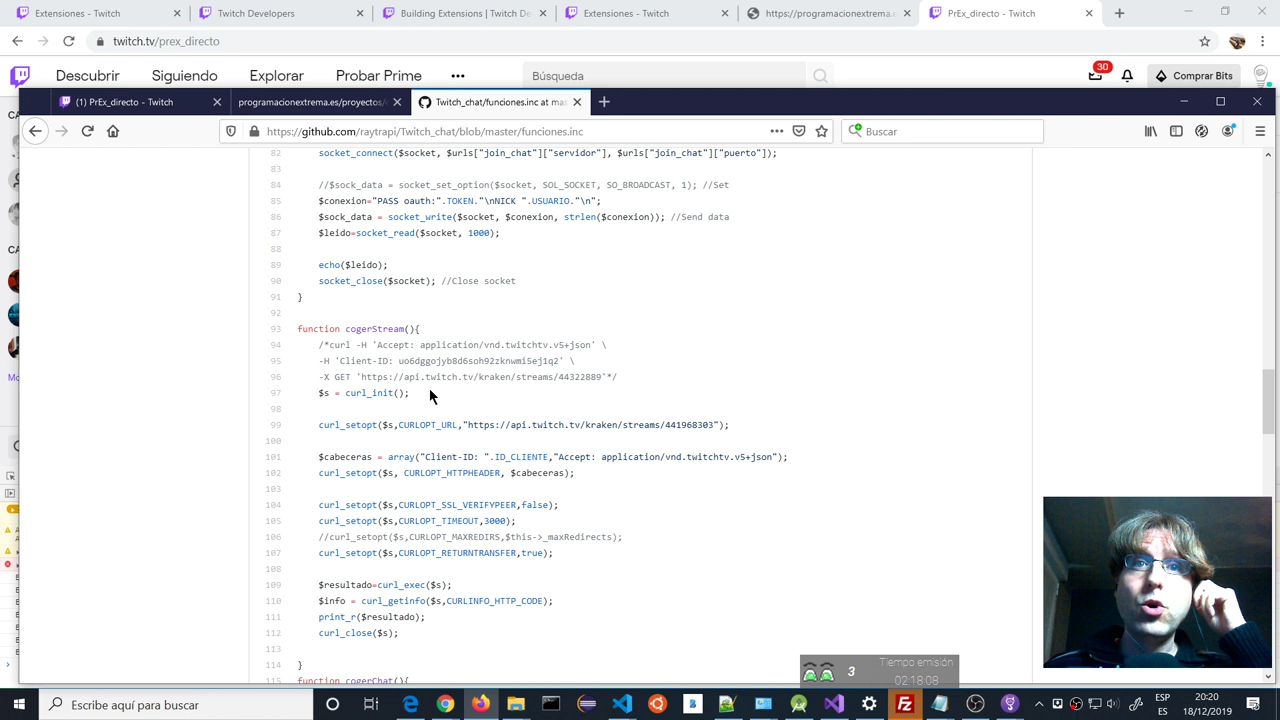 Extensiones - Twitch
Twitch Developers
Building Extensions | Twitch De
Extensiones - Twitch
https://programacionextrema.e
PrEx_directo - Twitch
twitch.tv/prex_directo
Descubrir
Siguiendo
Explorar
Probar Prime
Búsqueda
30
Comprar Bits
(1) PrEx_directo - Twitch
programacionextrema.es/proyectos/
Twitch_chat/funciones.inc at mas
https://github.com/raytrapi/Twitch_chat/blob/master/funciones.inc
Buscar
82 socket_connect($socket, $urls["join_chat"]["servidor"], $urls["join_chat"]["puerto"]);
83
84 //$sock_data = socket_set_option($socket, SOL_SOCKET, SO_BROADCAST, 1); //Set
85 $conexion="PASS oauth:".TOKEN."\nNICK ".USUARIO."\n";
86 $sock_data = socket_write($socket, $conexion, strlen($conexion)); //Send data
87 $leido=socket_read($socket, 1000);
88
89 echo($leido);
90 socket_close($socket); //Close socket
91 }
92
93 function cogerStream(){
94 /*curl -H 'Accept: application/vnd.twitchtv.v5+json' \
95 -H 'Client-ID: uo6dggojyb8d6soh92zknwmi5ej1q2' \
96 -X GET 'https://api.twitch.tv/kraken/streams/44322889'*/
97 $s = curl_init();
98
99 curl_setopt($s,CURLOPT_URL,"https://api.twitch.tv/kraken/streams/441968303");
100
101 $cabeceras = array("Client-ID: ".ID_CLIENTE,"Accept: application/vnd.twitchtv.v5+json");
102 curl_setopt($s, CURLOPT_HTTPHEADER, $cabeceras);
103
104 curl_setopt($s,CURLOPT_SSL_VERIFYPEER,false);
105 curl_setopt($s,CURLOPT_TIMEOUT,3000);
106 //curl_setopt($s,CURLOPT_MAXREDIRS,$this->_maxRedirects);
107 curl_setopt($s,CURLOPT_RETURNTRANSFER,true);
108
109 $resultado=curl_exec($s);
110 $info = curl_getinfo($s,CURLINFO_HTTP_CODE);
111 print_r($resultado);
112 curl_close($s);
113
114 }
115 function cogerChat(){
3
Tiempo emisión
02:18:08
Escribe aquí para buscar
ESP
ES
20:20
18/12/2019